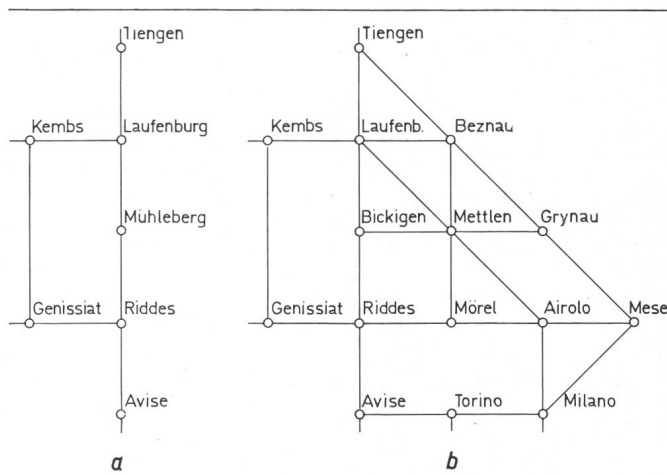 Tiengen
Kembs
Laufenburg
Mühleberg
Genissiat
Riddes
Avise
a
Tiengen
Kembs
Laufenb.
Beznau
Bickigen
Mettlen
Grynau
Genissiat
Riddes
Mörel
Airolo
Mese
Avise
Torino
Milano
b